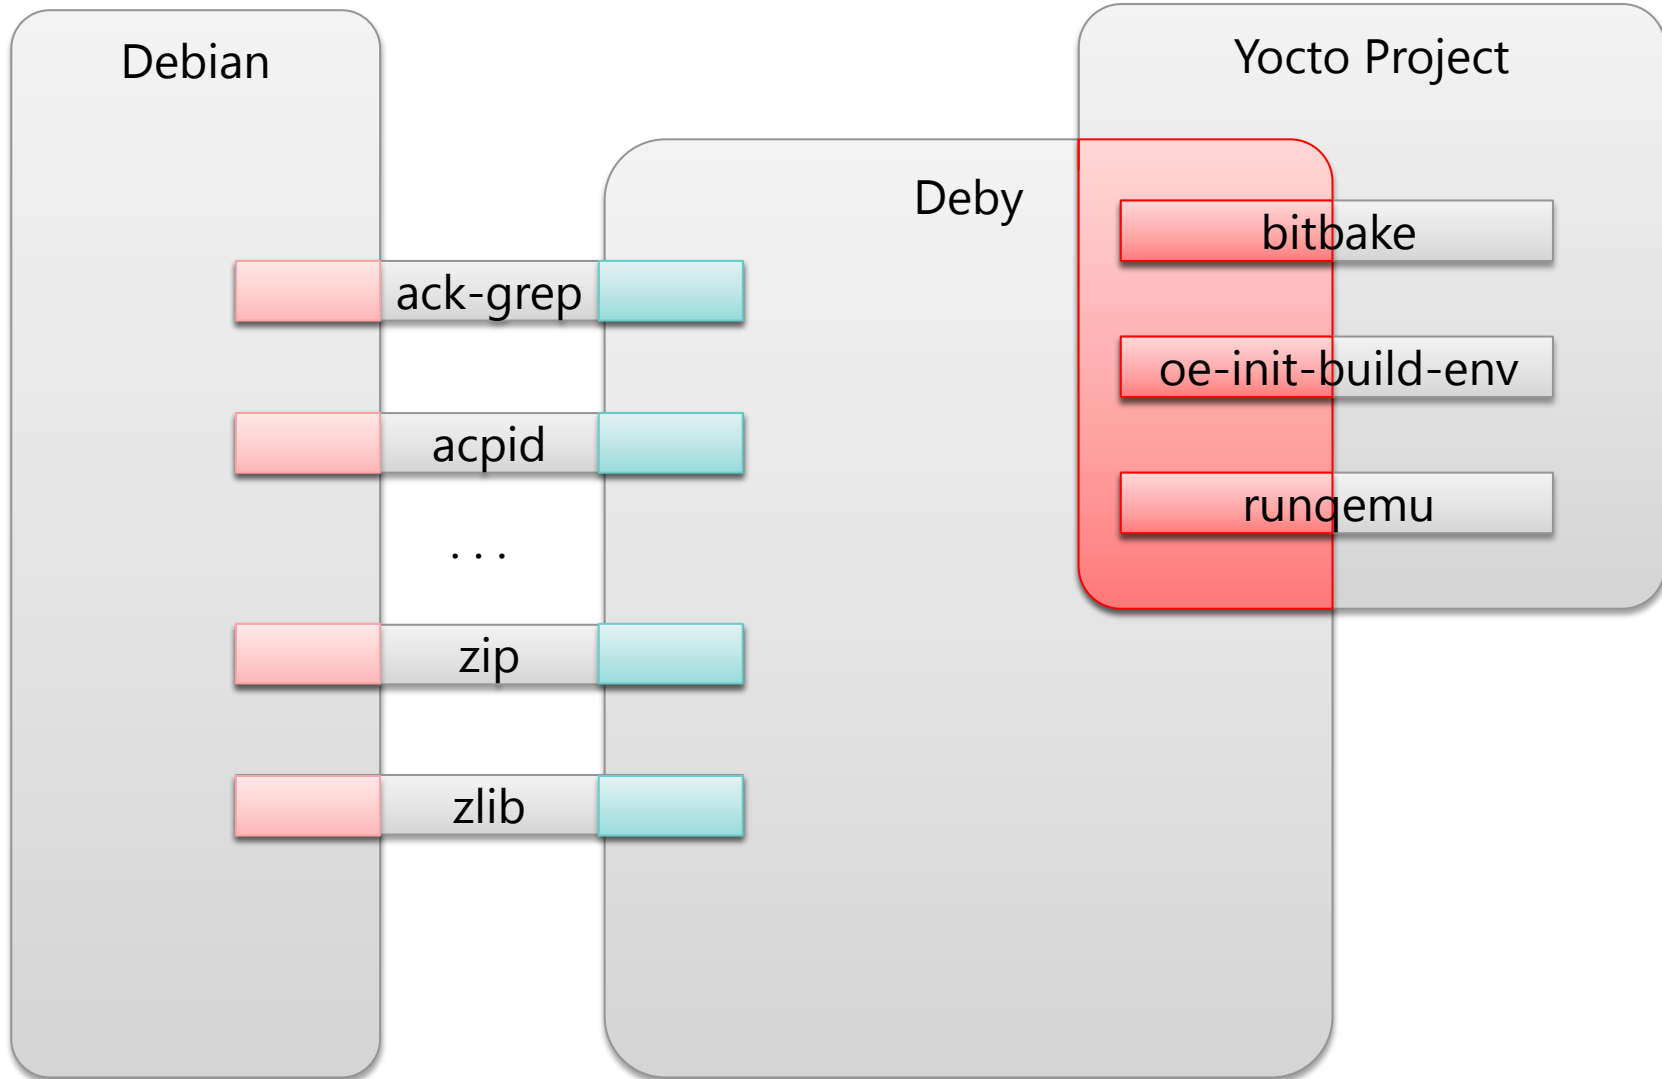 Debian
Yocto Project
Deby
bitbake
ack-grep
oe-init-build-env
acpid
runqemu
. . .
zip
zlib